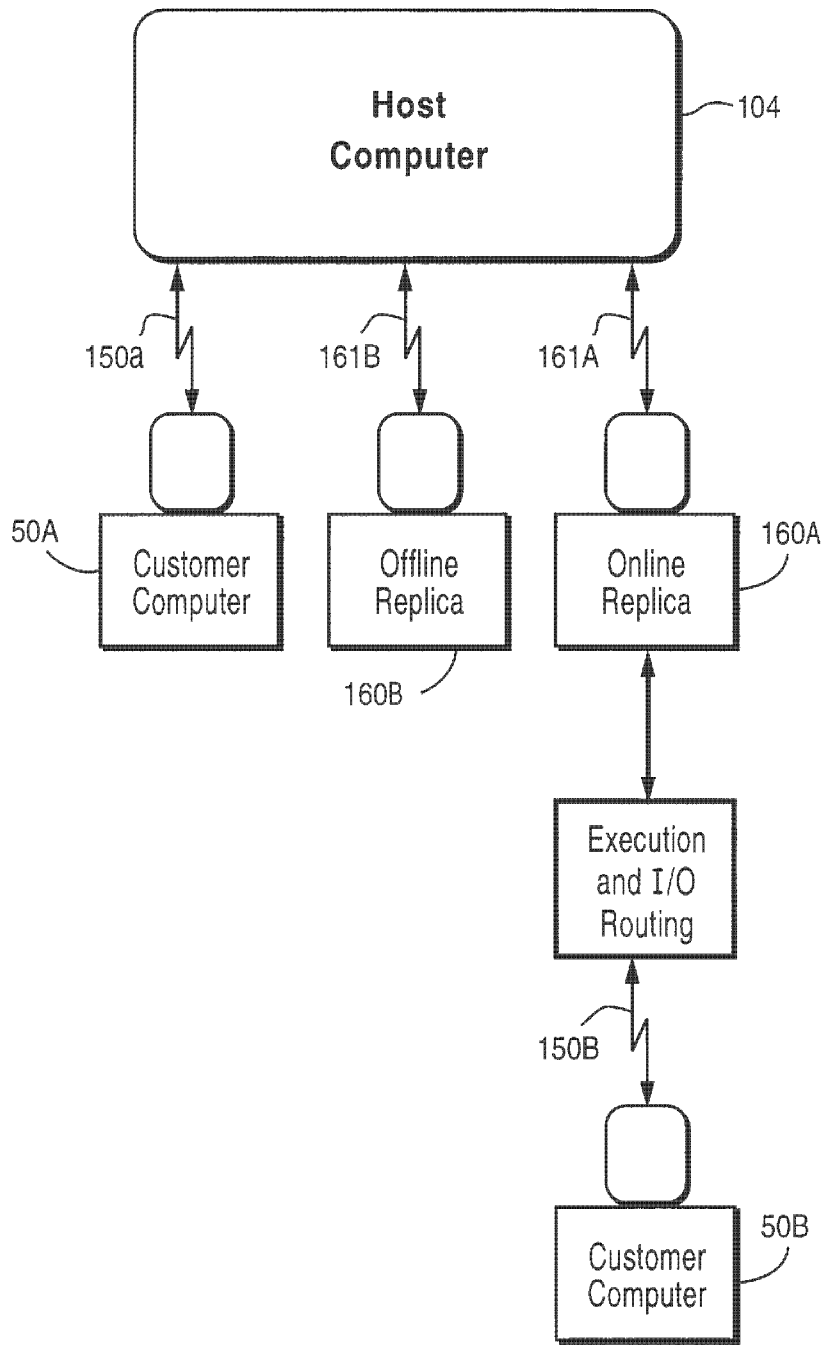 Host
Computer
104
150a
161B
161A
50A
Customer
Computer
Offline
Replica
160B
Online
Replica
160A
Execution
and I/O
Routing
150B
50B
Customer
Computer